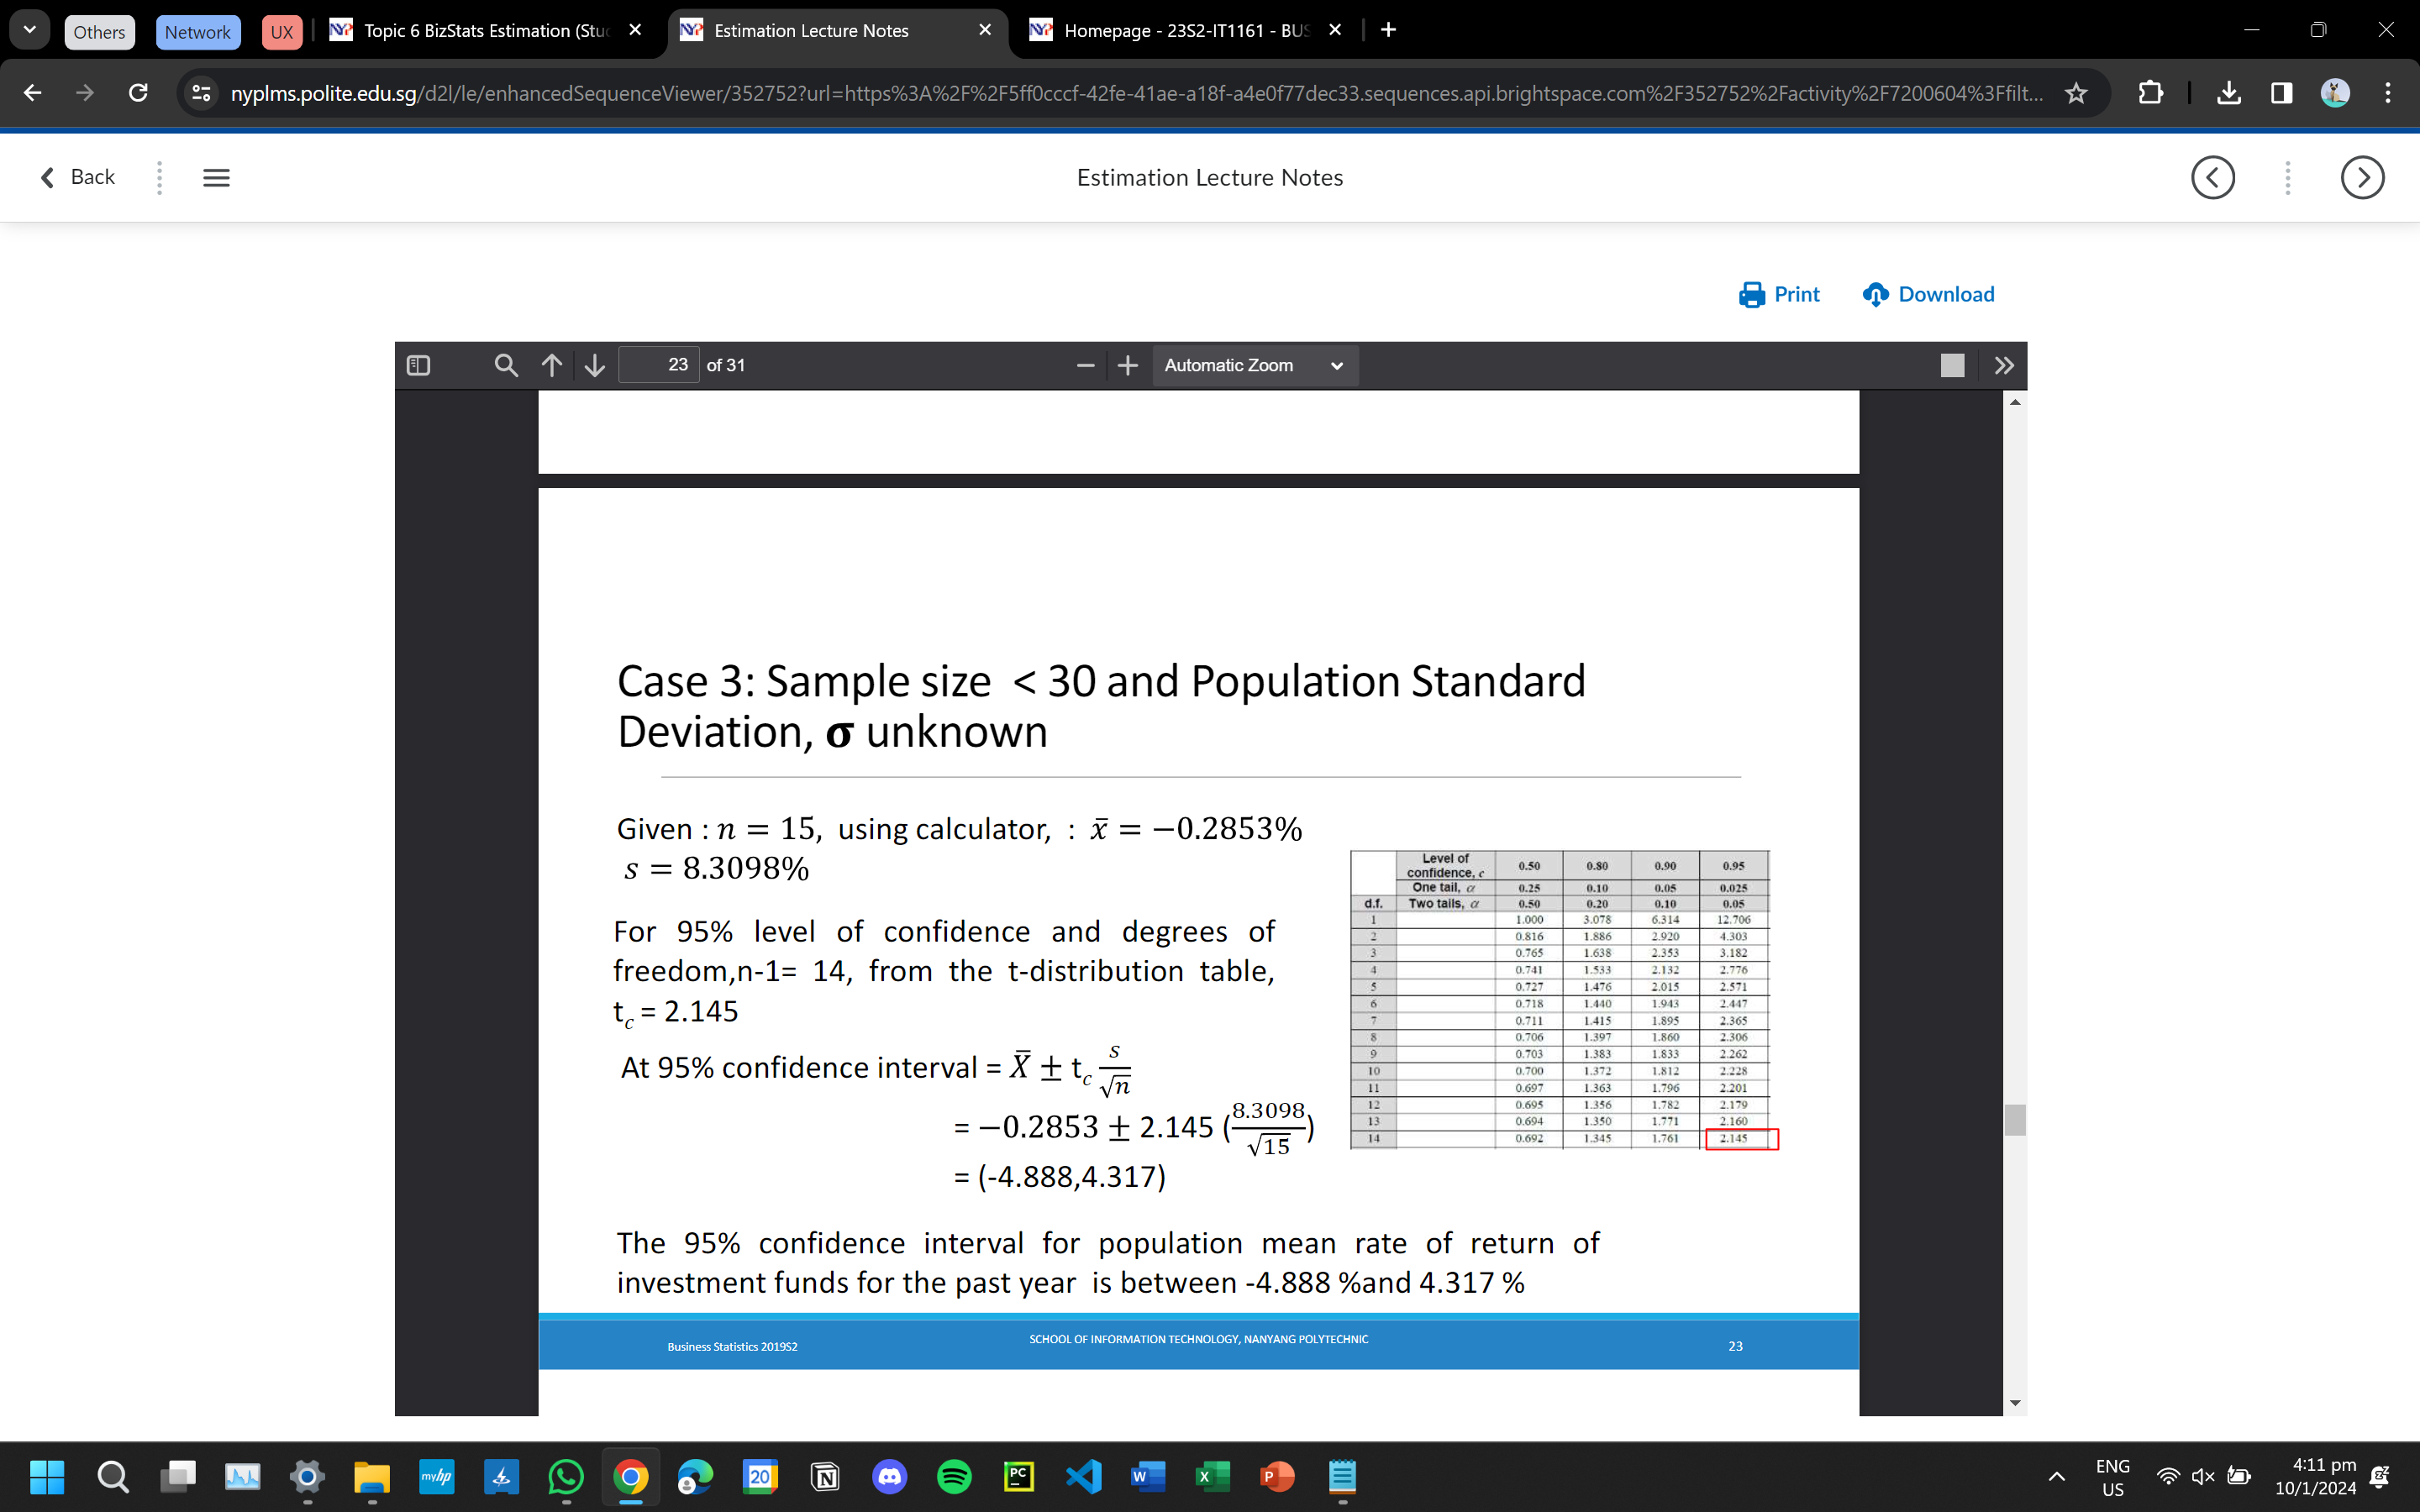 Others
Network
UX
Topic 6 BizStats Estimation (Stu
Estimation Lecture Notes
Homepage - 23S2-IT1161 - BUS
nyplms.polite.edu.sg/d2l/le/enhancedSequenceViewer/352752?url=https%3A%2F%2F5ff0cccf-42fe-41ae-a18f-a4e0f77dec33.sequences.api.brightspace.com%2F352752%2Factivity%2F7200604%3Ffilt...
Back
Estimation Lecture Notes
Print
Download
23 of 31
Automatic Zoom
Case 3: Sample size < 30 and Population Standard
Deviation, σ unknown
Given : n = 15, using calculator, : x̄ = −0.2853%
s = 8.3098%
For 95% level of confidence and degrees of
freedom,n-1= 14, from the t-distribution table,
t_c = 2.145
At 95% confidence interval = X̄ ± t_c s/√n
= −0.2853 ± 2.145 (8.3098/√15)
= (-4.888,4.317)
Level of confidence, c 0.50 0.80 0.90 0.95
One tail, α 0.25 0.10 0.05 0.025
d.f. Two tails, α 0.50 0.20 0.10 0.05
1 1.000 3.078 6.314 12.706
2 0.816 1.886 2.920 4.303
3 0.765 1.638 2.353 3.182
4 0.741 1.533 2.132 2.776
5 0.727 1.476 2.015 2.571
6 0.718 1.440 1.943 2.447
7 0.711 1.415 1.895 2.365
8 0.706 1.397 1.860 2.306
9 0.703 1.383 1.833 2.262
10 0.700 1.372 1.812 2.228
11 0.697 1.363 1.796 2.201
12 0.695 1.356 1.782 2.179
13 0.694 1.350 1.771 2.160
14 0.692 1.345 1.761 2.145
The 95% confidence interval for population mean rate of return of
investment funds for the past year is between -4.888 %and 4.317 %
Business Statistics 2019S2
SCHOOL OF INFORMATION TECHNOLOGY, NANYANG POLYTECHNIC
23
myhp
20
PC
W
X
P
ENG
US
4:11 pm
10/1/2024